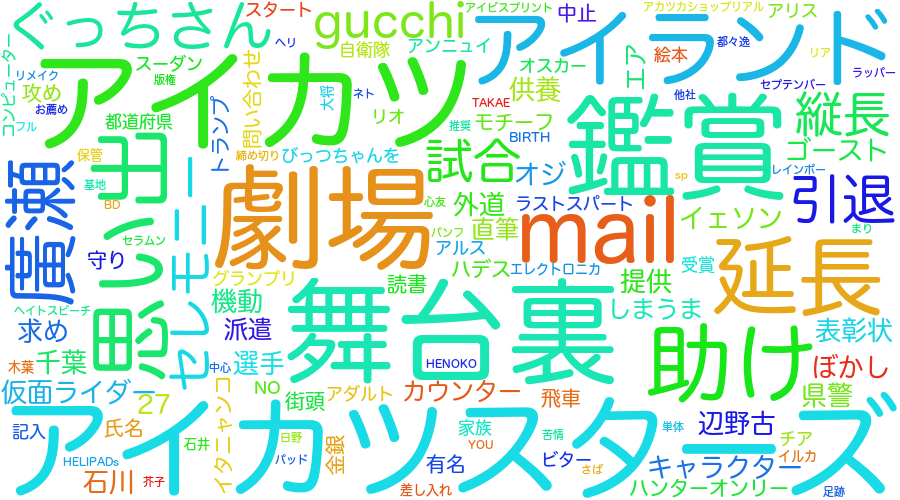 ぐっちさん
スタート
gucchi
アイビスプリント
中止
アカツカショップリアル
アリス
都々逸
リア
ラッパー
アイカツ
アイランド
コンピューター
リメイク
フル
お薦め
版権
スーダン
攻め
都道府県
ヘリ
問い合わせ
大将
ネト
自衛隊
アンニュイ
オスカー
エア
絵本
セプテンバー
他社
供養
リオ
TAKAE
推奨
モチーフ
BIRTH
鑑賞
縦長
ゴースト
レインボー
トランプ
締め切り
びっつちゃんを
試合
オジ
sp
引退
保管
基地
BD
思い出
廣瀬
セラムン
セレモニー
劇場
心友
バンフ
外道
直筆
ラストスパート
mail
イェソン
まり
守り
アルス
グランプリ
ハデス
エレクトロニカ
受賞
延長
読書
提供
ヘイトスピーチ
機動
舞台裏
しまうま
求め
派遣
表彰状
千葉
木葉
中心
選手
HENOKO
助け
ぼかし
仮面ライダー
イタニャンコ
NO
街頭
アダルト
カウンター
飛車
県警
27
記入
氏名
石井
日野
金銀
家族
YOU
苦情
単体
辺野古
チア
イルカ
アイカツスターズ
HELIPADs
パッド
有名
ビター
さば
キャラクター
石川
芥子
差し入れ
ハンターオンリー
足跡